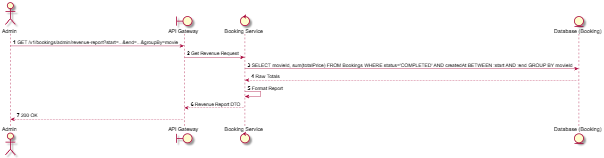 Admin
API Gateway
Booking Service
Database (Booking)
1 GET /v1/bookings/admin/revenue-report?start=...&end=...&groupBy=movie
2 Get Revenue Request
3 SELECT movieId, sum(totalPrice) FROM Bookings WHERE status='COMPLETED' AND createdAt BETWEEN :start AND :end GROUP BY movieId
4 Raw Totals
5 Format Report
6 Revenue Report DTO
7 200 OK
Admin
API Gateway
Booking Service
Database (Booking)